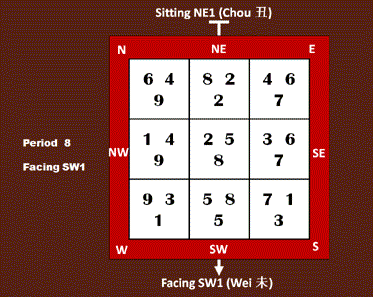 Sitting NE1 (Chou 丑)
N NE E
6 4 8 2 4 6
9 2 7
Period 8
1 4 2 5 3 6
NW 9 8 7 SE
Facing SW1
9 3 5 8 7 1
1 5 3
W SW S
Facing SW1 (Wei 未)